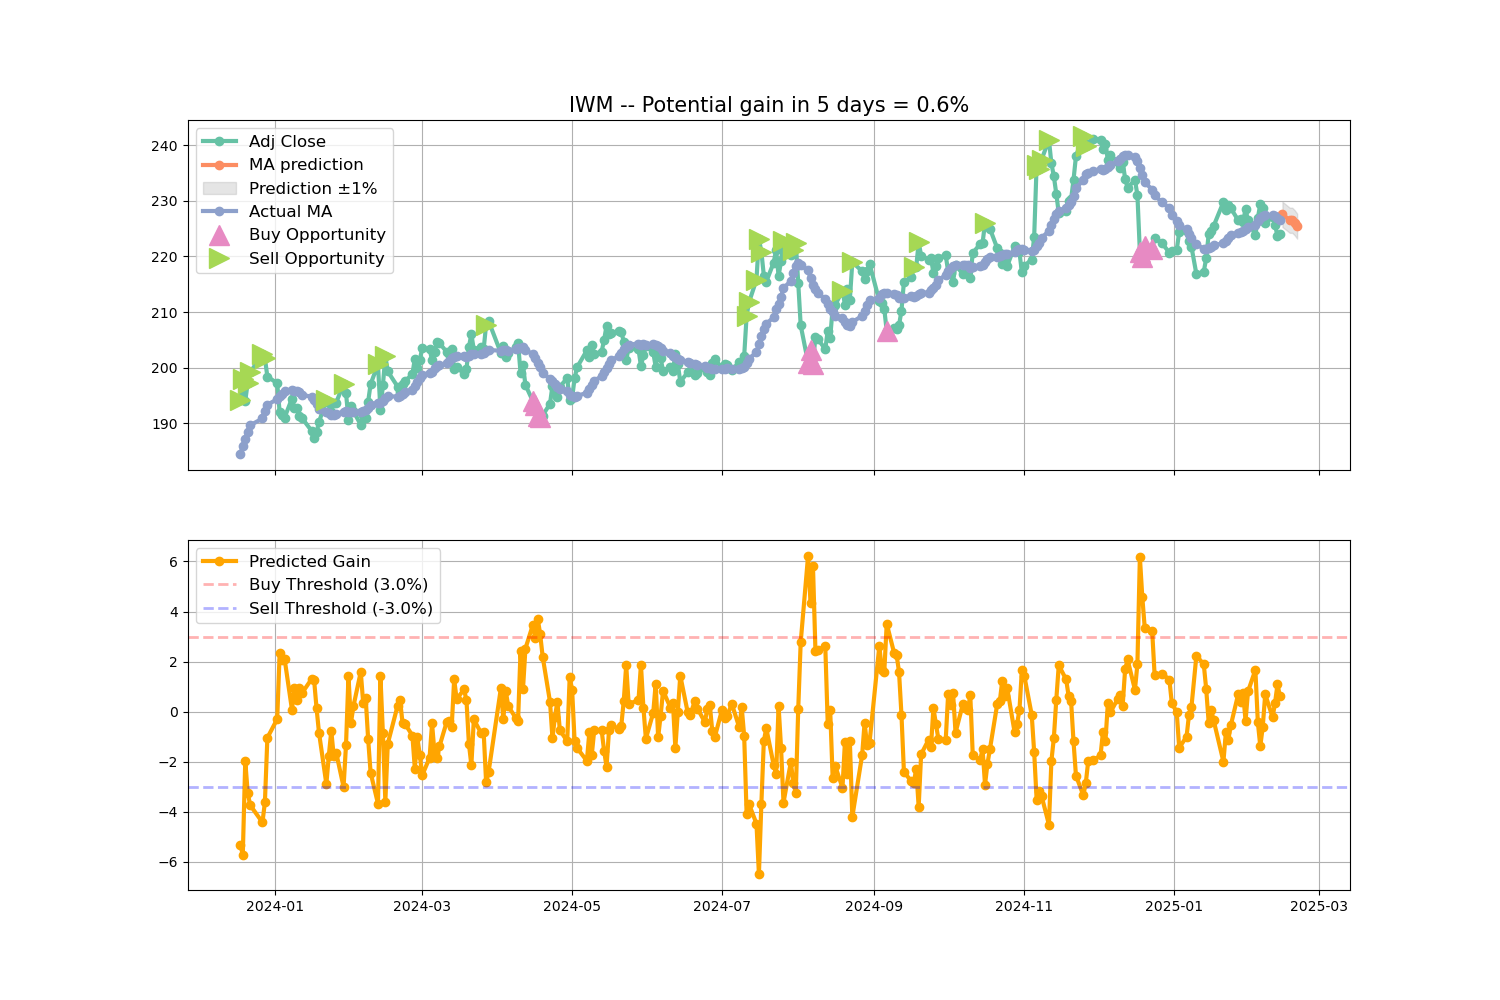 IWM -- Potential gain in 5 days = 0.6%
240
230
220
210
200
190
Adj Close
MA prediction
Prediction ±1%
Actual MA
Buy Opportunity
Sell Opportunity
6
4
2
0
−2
−4
−6
Predicted Gain
Buy Threshold (3.0%)
Sell Threshold (-3.0%)
2024-01
2024-03
2024-05
2024-07
2024-09
2024-11
2025-01
2025-03